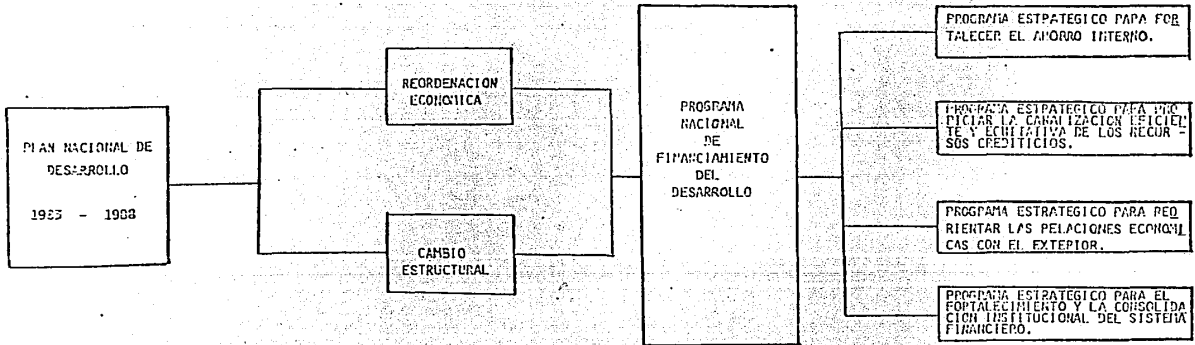 PLAN NACIONAL DE
DESARROLLO
1983 - 1988
REORDENACION
ECONOMICA
CAMBIO
ESTRUCTURAL
PROGRAMA
NACIONAL
DE
FINANCIAMIENTO
DEL
DESARROLLO
PROGRAMA ESTRATEGICO PARA FOR
TALECER EL AHORRO INTERNO.
PROGRAMA ESTRATEGICO PARA PRO
PICIAR LA CANALIZACION EFICIEN
TE Y EQUITATIVA DE LOS RECUR -
SOS CREDITICIOS.
PROGRAMA ESTRATEGICO PARA REO
RIENTAR LAS RELACIONES ECONOMI
CAS CON EL EXTERIOR.
PROGRAMA ESTRATEGICO PARA EL
FORTALECIMIENTO Y LA CONSOLIDA
CION INSTITUCIONAL DEL SISTEMA
FINANCIERO.